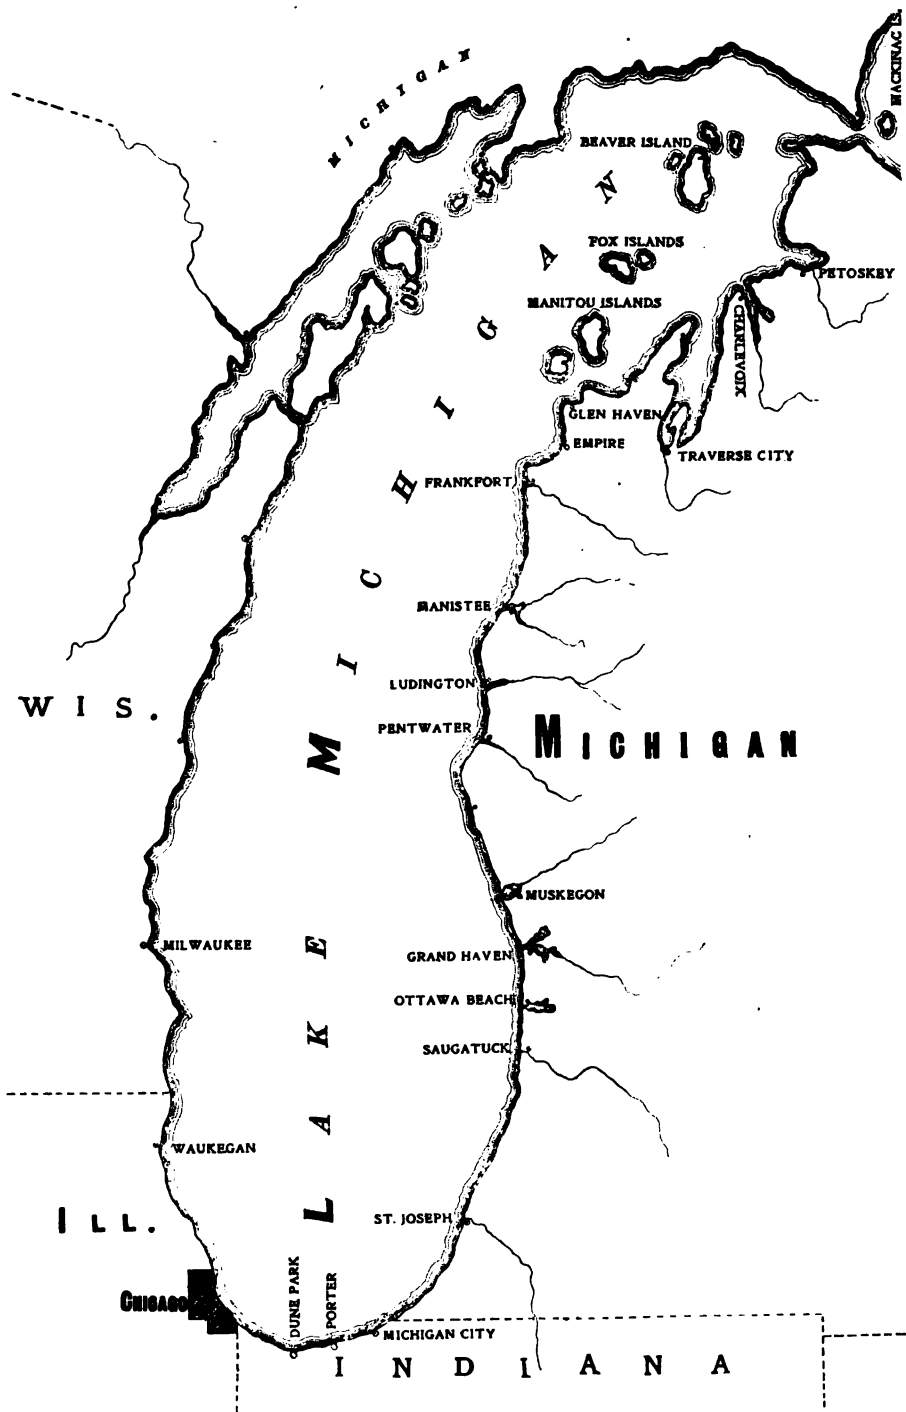 MACKINAC IS.
MICHIGAN
BEAVER ISLAND
FOX ISLANDS
PETOSKEY
MANITOU ISLANDS
CHARLEVOIX
GLEN HAVEN
EMPIRE
TRAVERSE CITY
FRANKPORT
MANISTEE
LUDINGTON
WIS.
PENTWATER
MICHIGAN
LAKE MICHIGAN
MUSKEGON
MILWAUKEE
GRAND HAVEN
OTTAWA BEACH
SAUGATUCK
WAUKEGAN
ILL.
ST. JOSEPH
CHICAGO
DUNE PARK
PORTER
MICHIGAN CITY
INDIANA